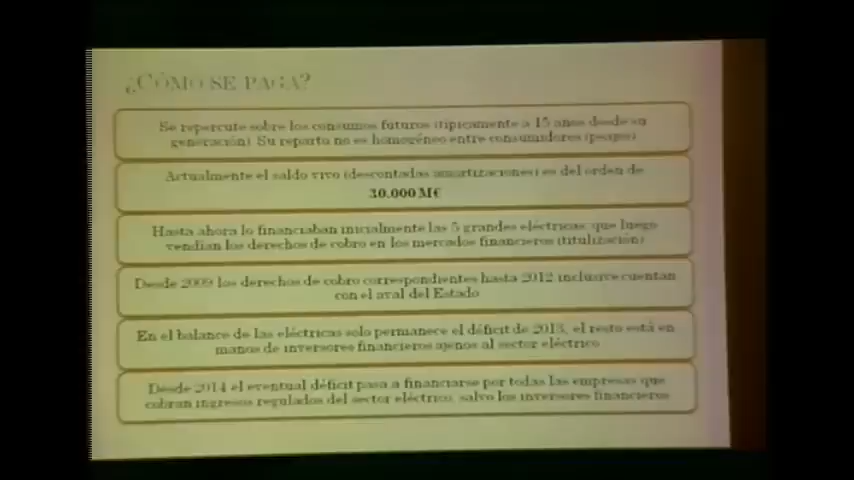 ¿CÓMO SE PAGA?
Se repercute sobre los consumos futuros (típicamente a 15 años desde su
generación). Su reparto no es homogéneo entre consumidores (peajes)
Actualmente el saldo vivo (descontadas amortizaciones) es del orden de
30.000 M€
Hasta ahora lo financiaban inicialmente las 5 grandes eléctricas, que luego
vendían los derechos de cobro en los mercados financieros (titulización)
Desde 2009 los derechos de cobro correspondientes hasta 2012 inclusive cuentan
con el aval del Estado
En el balance de las eléctricas solo permanece el déficit de 2013, el resto está en
manos de inversores financieros ajenos al sector eléctrico
Desde 2014 el eventual déficit pasa a financiarse por todas las empresas que
cobran ingresos regulados del sector eléctrico, salvo los inversores financieros